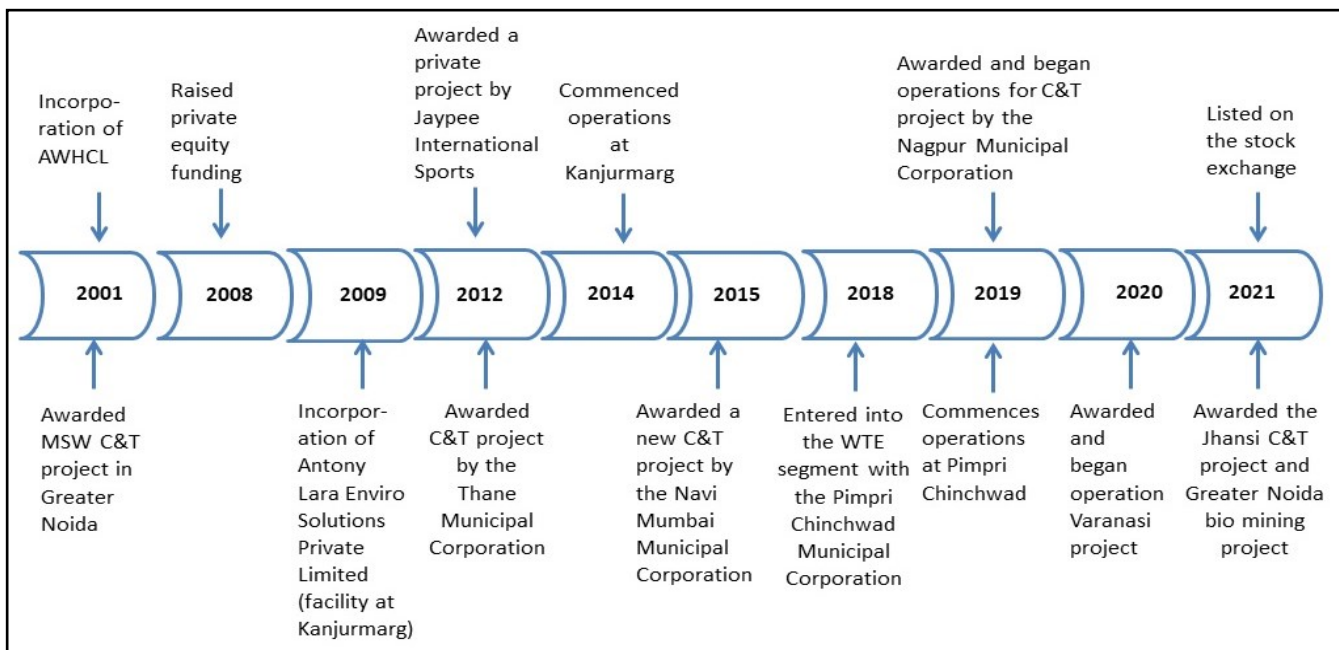 Incorpo-
ration of
AWHCL
Raised
private
equity
funding
Awarded a
private
project by
Jaypee
International
Sports
Commenced
operations
at
Kanjurmarg
Awarded and began
operations for C&T
project by the
Nagpur Municipal
Corporation
Listed on
the stock
exchange
2001
2008
2009
2012
2014
2015
2018
2019
2020
2021
Awarded
MSW C&T
project in
Greater
Noida
Incorpor-
ation of
Antony
Lara Enviro
Solutions
Private
Limited
(facility at
Kanjurmarg)
Awarded
C&T project
by the
Thane
Municipal
Corporation
Awarded a
new C&T
project by
the Navi
Mumbai
Municipal
Corporation
Entered into
the WTE
segment with
the Pimpri
Chinchwad
Municipal
Corporation
Commences
operations
at Pimpri
Chinchwad
Awarded
and
began
operation
Varanasi
project
Awarded the
Jhansi C&T
project and
Greater Noida
bio mining
project